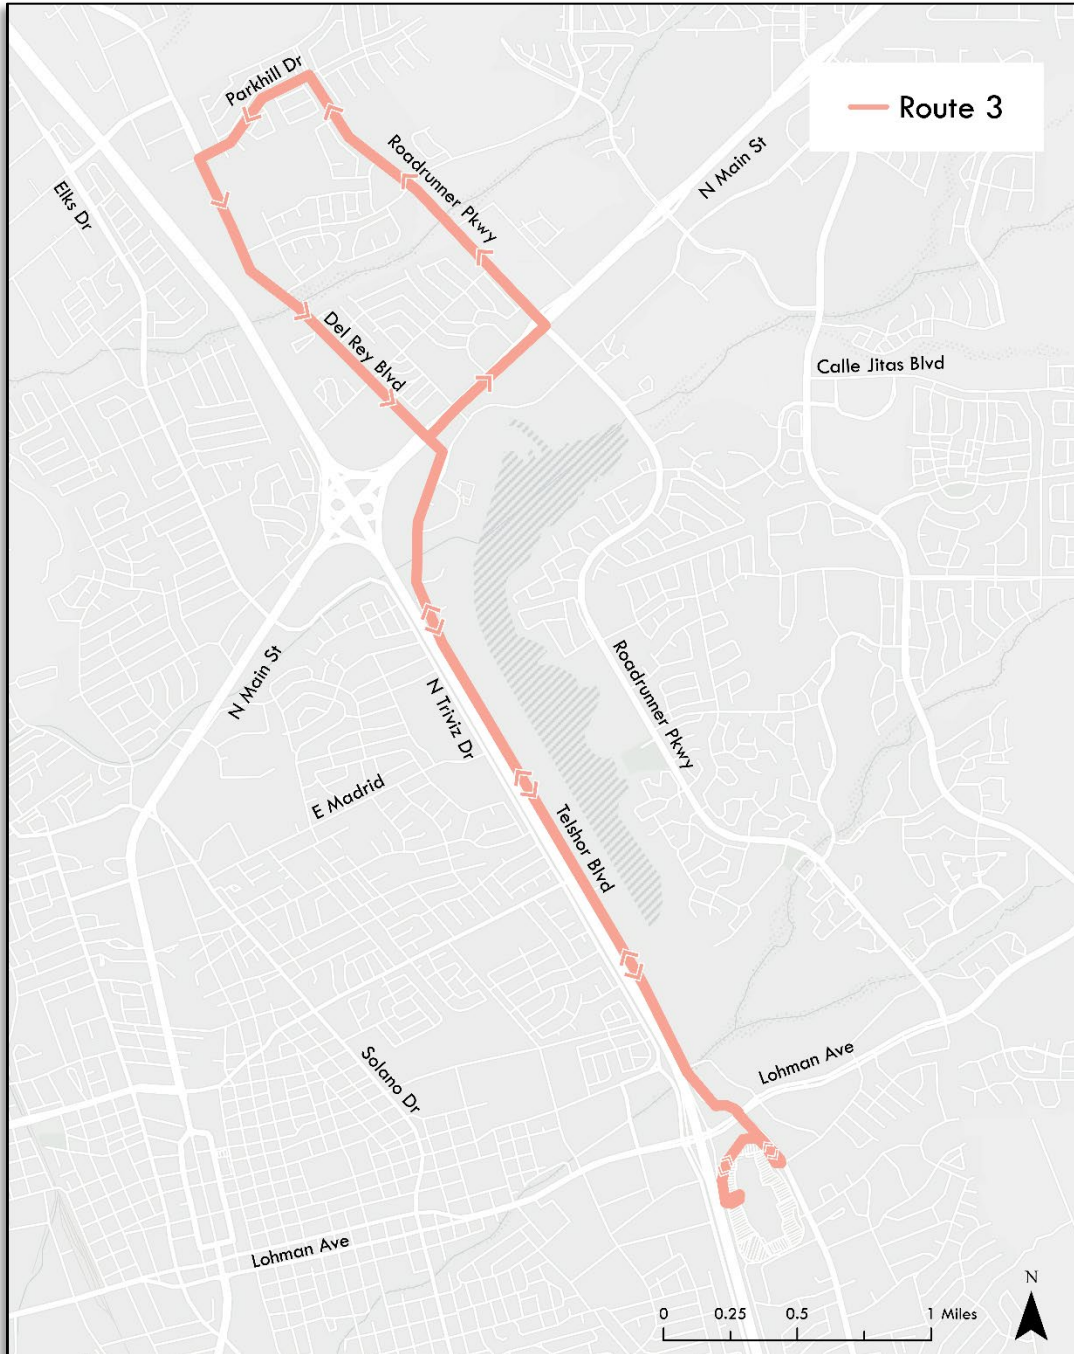 Parkhill Dr
Route 3
Roadrunner Pkwy
N Main St
Elks Dr
Del Rey Blvd
Calle Jitas Blvd
N Main St
N Triviz Dr
Roadrunner Pkwy
E Madrid
Telshor Blvd
Solano Dr
Lohman Ave
Lohman Ave
N
0 0.25 0.5 1 Miles